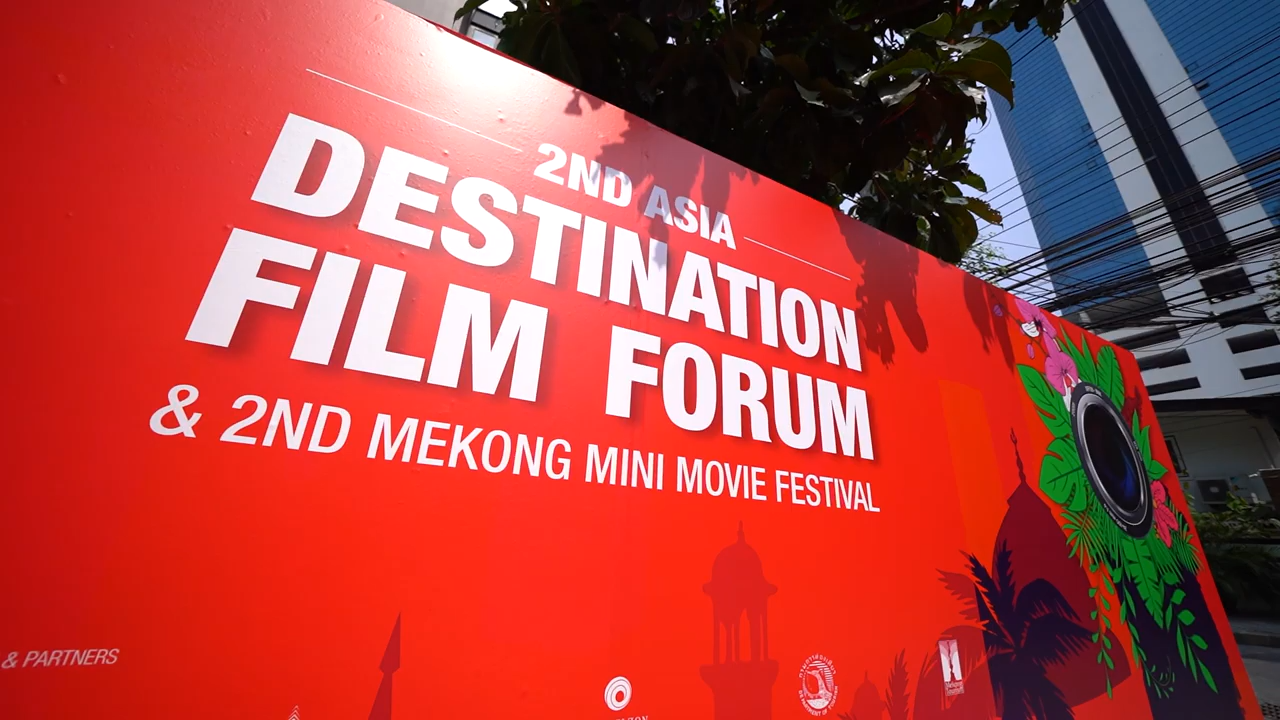 2ND ASIA
DESTINATION
FILM FORUM
& 2ND MEKONG MINI MOVIE FESTIVAL
& PARTNERS